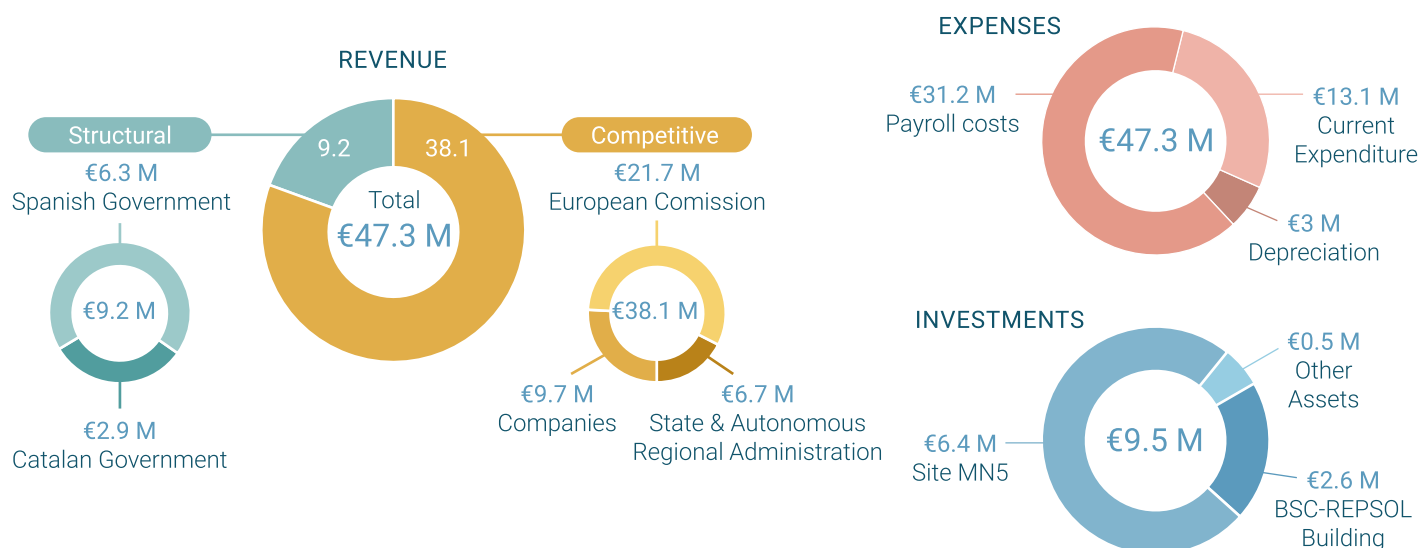 REVENUE
Structural
€6.3 M
Spanish Government
€9.2 M
€2.9 M
Catalan Government
9.2
38.1
Total
€47.3 M
Competitive
€21.7 M
European Comission
€38.1 M
€9.7 M
Companies
€6.7 M
State & Autonomous
Regional Administration
EXPENSES
€31.2 M
Payroll costs
€47.3 M
€13.1 M
Current
Expenditure
€3 M
Depreciation
INVESTMENTS
€6.4 M
Site MN5
€9.5 M
€0.5 M
Other
Assets
€2.6 M
BSC-REPSOL
Building